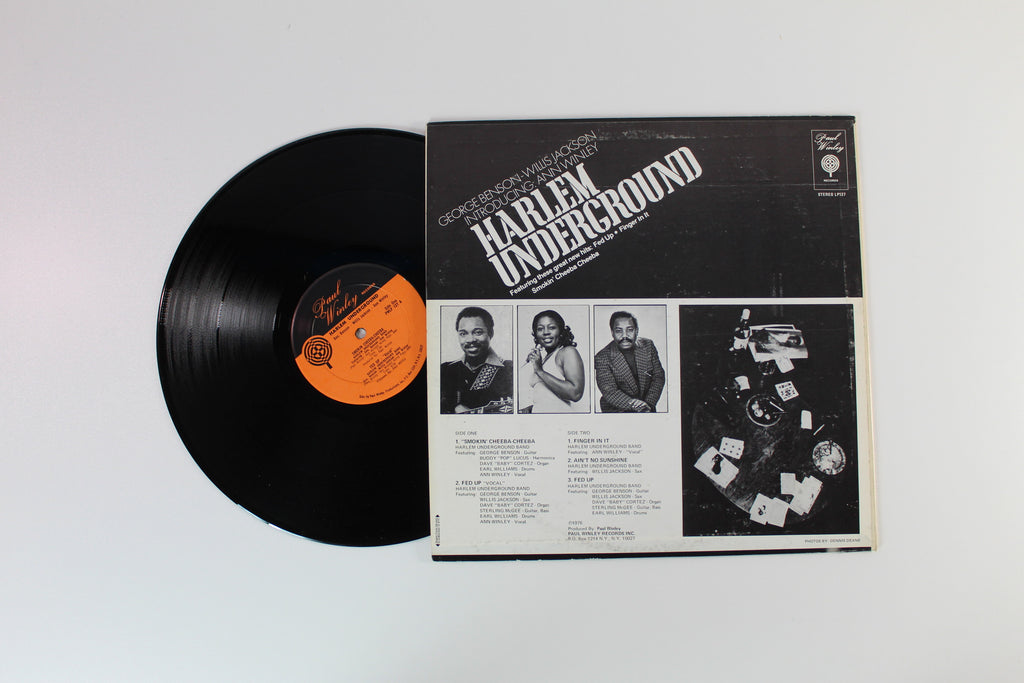 GEORGE BENSON·WILLIS JACKSON
INTRODUCING ANN WINLEY
HARLEM
UNDERGROUND
Featuring these great new hits: Fed Up • Finger In It
Smokin' Cheeba Cheeba
Paul
Winley
RECORDS
STEREO LP127
Paul
Winley
HARLEM UNDERGROUND
SIDE ONE
1. "SMOKIN' CHEEBA-CHEEBA
HARLEM UNDERGROUND BAND
Featuring: GEORGE BENSON - Guitar
BUDDY "POP" LUCUS - Harmonica
DAVE "BABY" CORTEZ - Organ
EARL WILLIAMS - Drums
ANN WINLEY - Vocal
2. FED UP "VOCAL"
HARLEM UNDERGROUND BAND
Featuring: GEORGE BENSON - Guitar
WILLIS JACKSON - Sax
DAVE "BABY" CORTEZ - Organ
STERLING McGEE - Guitar, Bass
EARL WILLIAMS - Drums
ANN WINLEY - Vocal
SIDE TWO
1. FINGER IN IT
HARLEM UNDERGROUND BAND
Featuring: ANN WINLEY - "Vocal"
2. AIN'T NO SUNSHINE
HARLEM UNDERGROUND BAND
Featuring: WILLIS JACKSON - Sax
3. FED UP
HARLEM UNDERGROUND BAND
Featuring: GEORGE BENSON - Guitar
WILLIS JACKSON - Sax
DAVE "BABY" CORTEZ - Organ
STERLING McGEE - Guitar, Bass
EARL WILLIAMS - Drums
©1976
Produced By: Paul Winley
PAUL WINLEY RECORDS INC.
P.O. Box 1214 N.Y., N.Y. 10027
PHOTOS BY: DENNIS DEANE